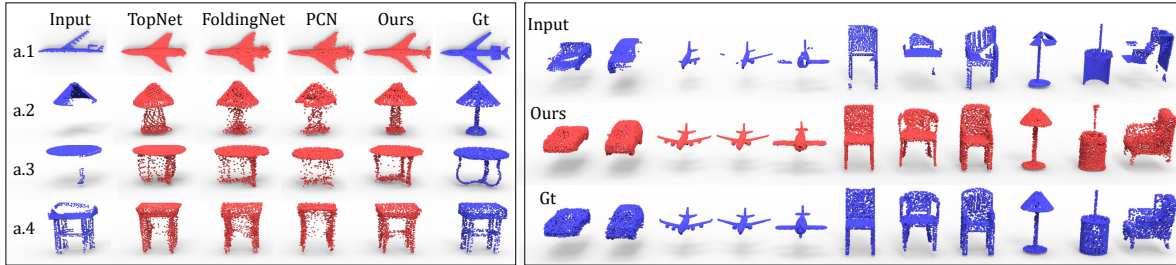 Input TopNet FoldingNet PCN Ours Gt
a.1
a.2
a.3
a.4
Input
Ours
Gt